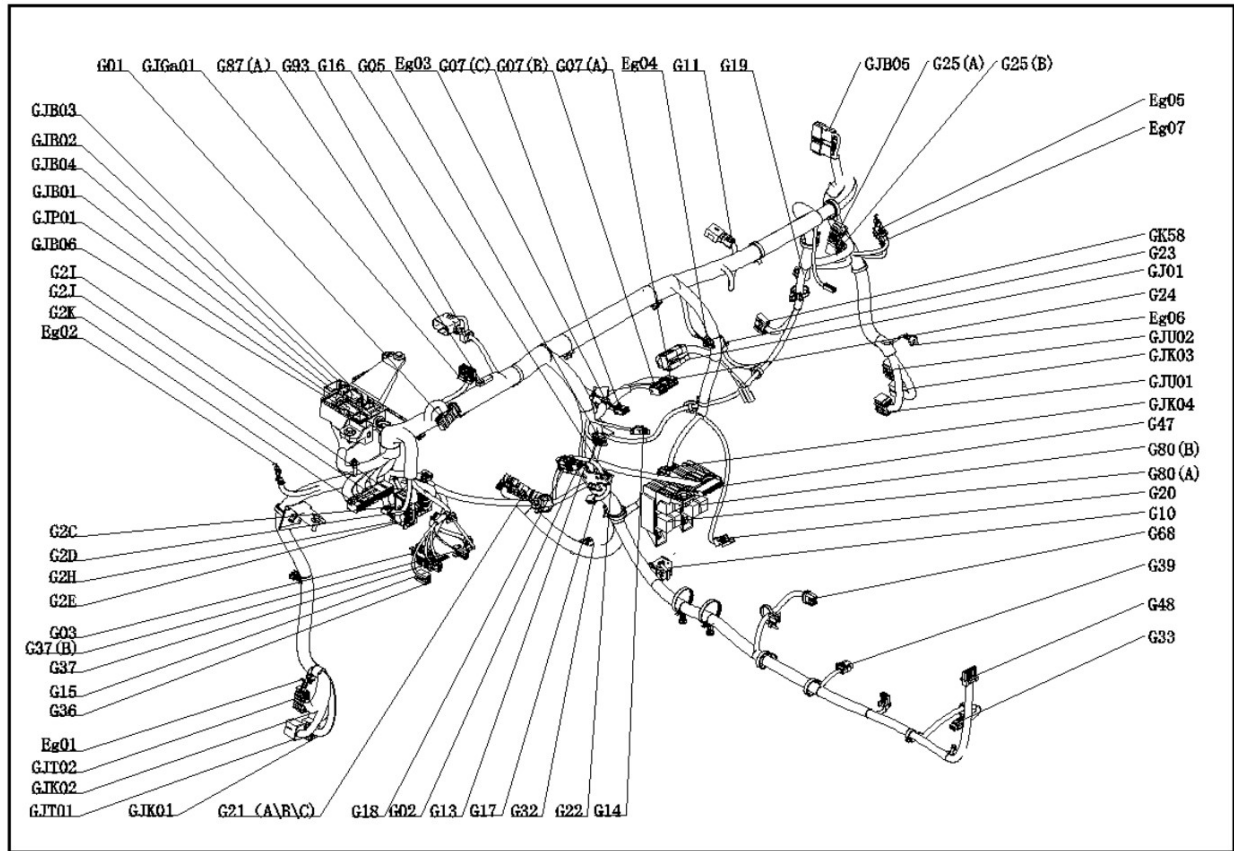 G01 GJGa01 G87(A) G93 G16 G05 Eg03 G07(C) G07(B) G07(A) Eg04 G11 G19 GJB05 G25(A) G25(B)
GJB03
GJB02
GJB04
GJB01
GJP01
GJB06
G2I
G2J
G2K
Eg02
Eg05
Eg07
GK58
G23
GJ01
G24
Eg06
GJU02
GJK03
GJU01
GJK04
G47
G80(B)
G80(A)
G20
G10
G68
G39
G48
G33
G2C
G2D
G2H
G2E
G03
G37(B)
G37
G15
G36
Eg01
GJT02
GJK02
GJT01 GJK01 G21 (A\B\C) G18 G02 G13 G17 G32 G22 G14